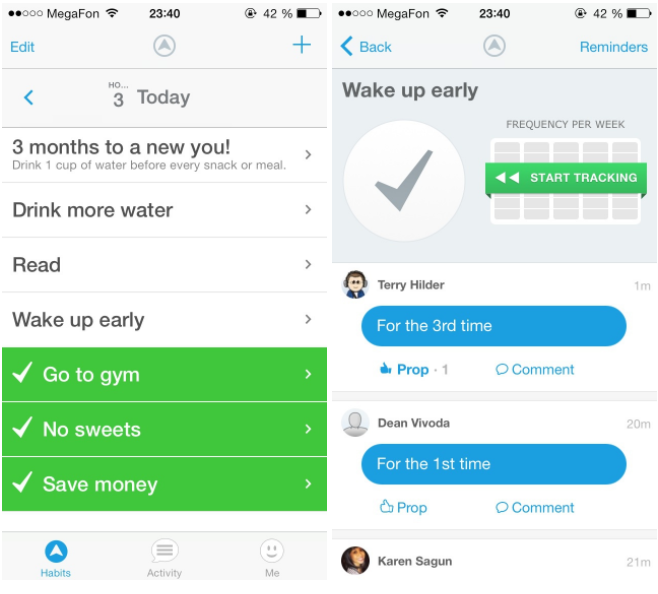 MegaFon 23:40 42 %
Edit
HO...
3 Today
3 months to a new you!
Drink 1 cup of water before every snack or meal.
Drink more water
Read
Wake up early
Go to gym
No sweets
Save money
Habits Activity Me
MegaFon 23:40 42 %
Back Reminders
Wake up early
FREQUENCY PER WEEK
START TRACKING
Terry Hilder 1m
For the 3rd time
Prop · 1 Comment
Dean Vivoda 20m
For the 1st time
Prop Comment
Karen Sagun 21m